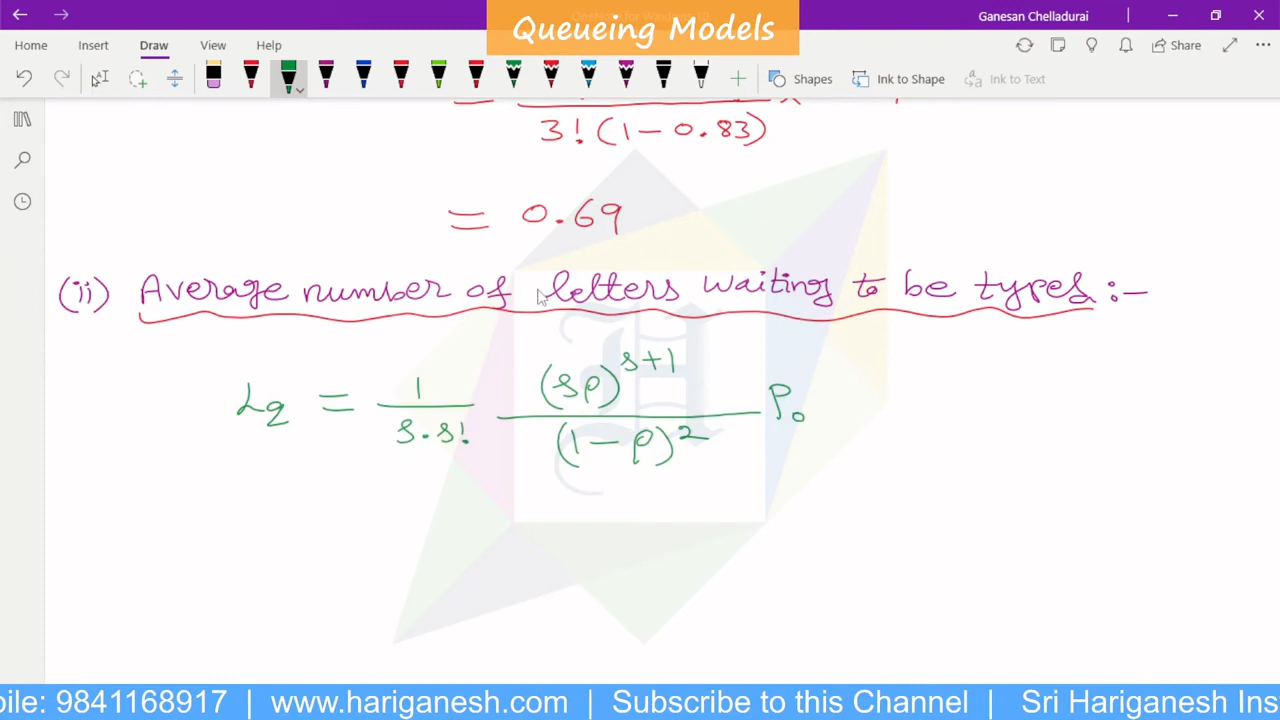 Queueing Models
Ganesan Chelladurai
Home Insert Draw View Help
Share
Shapes Ink to Shape Ink to Text
3! (1 - 0.83)
= 0.69
(ii) Average number of letters waiting to be types :-
Lq = 1/(s·s!) (sρ)^(s+1)/(1-ρ)^2 P₀
bile: 9841168917 | www.hariganesh.com | Subscribe to this Channel | Sri Hariganesh Ins